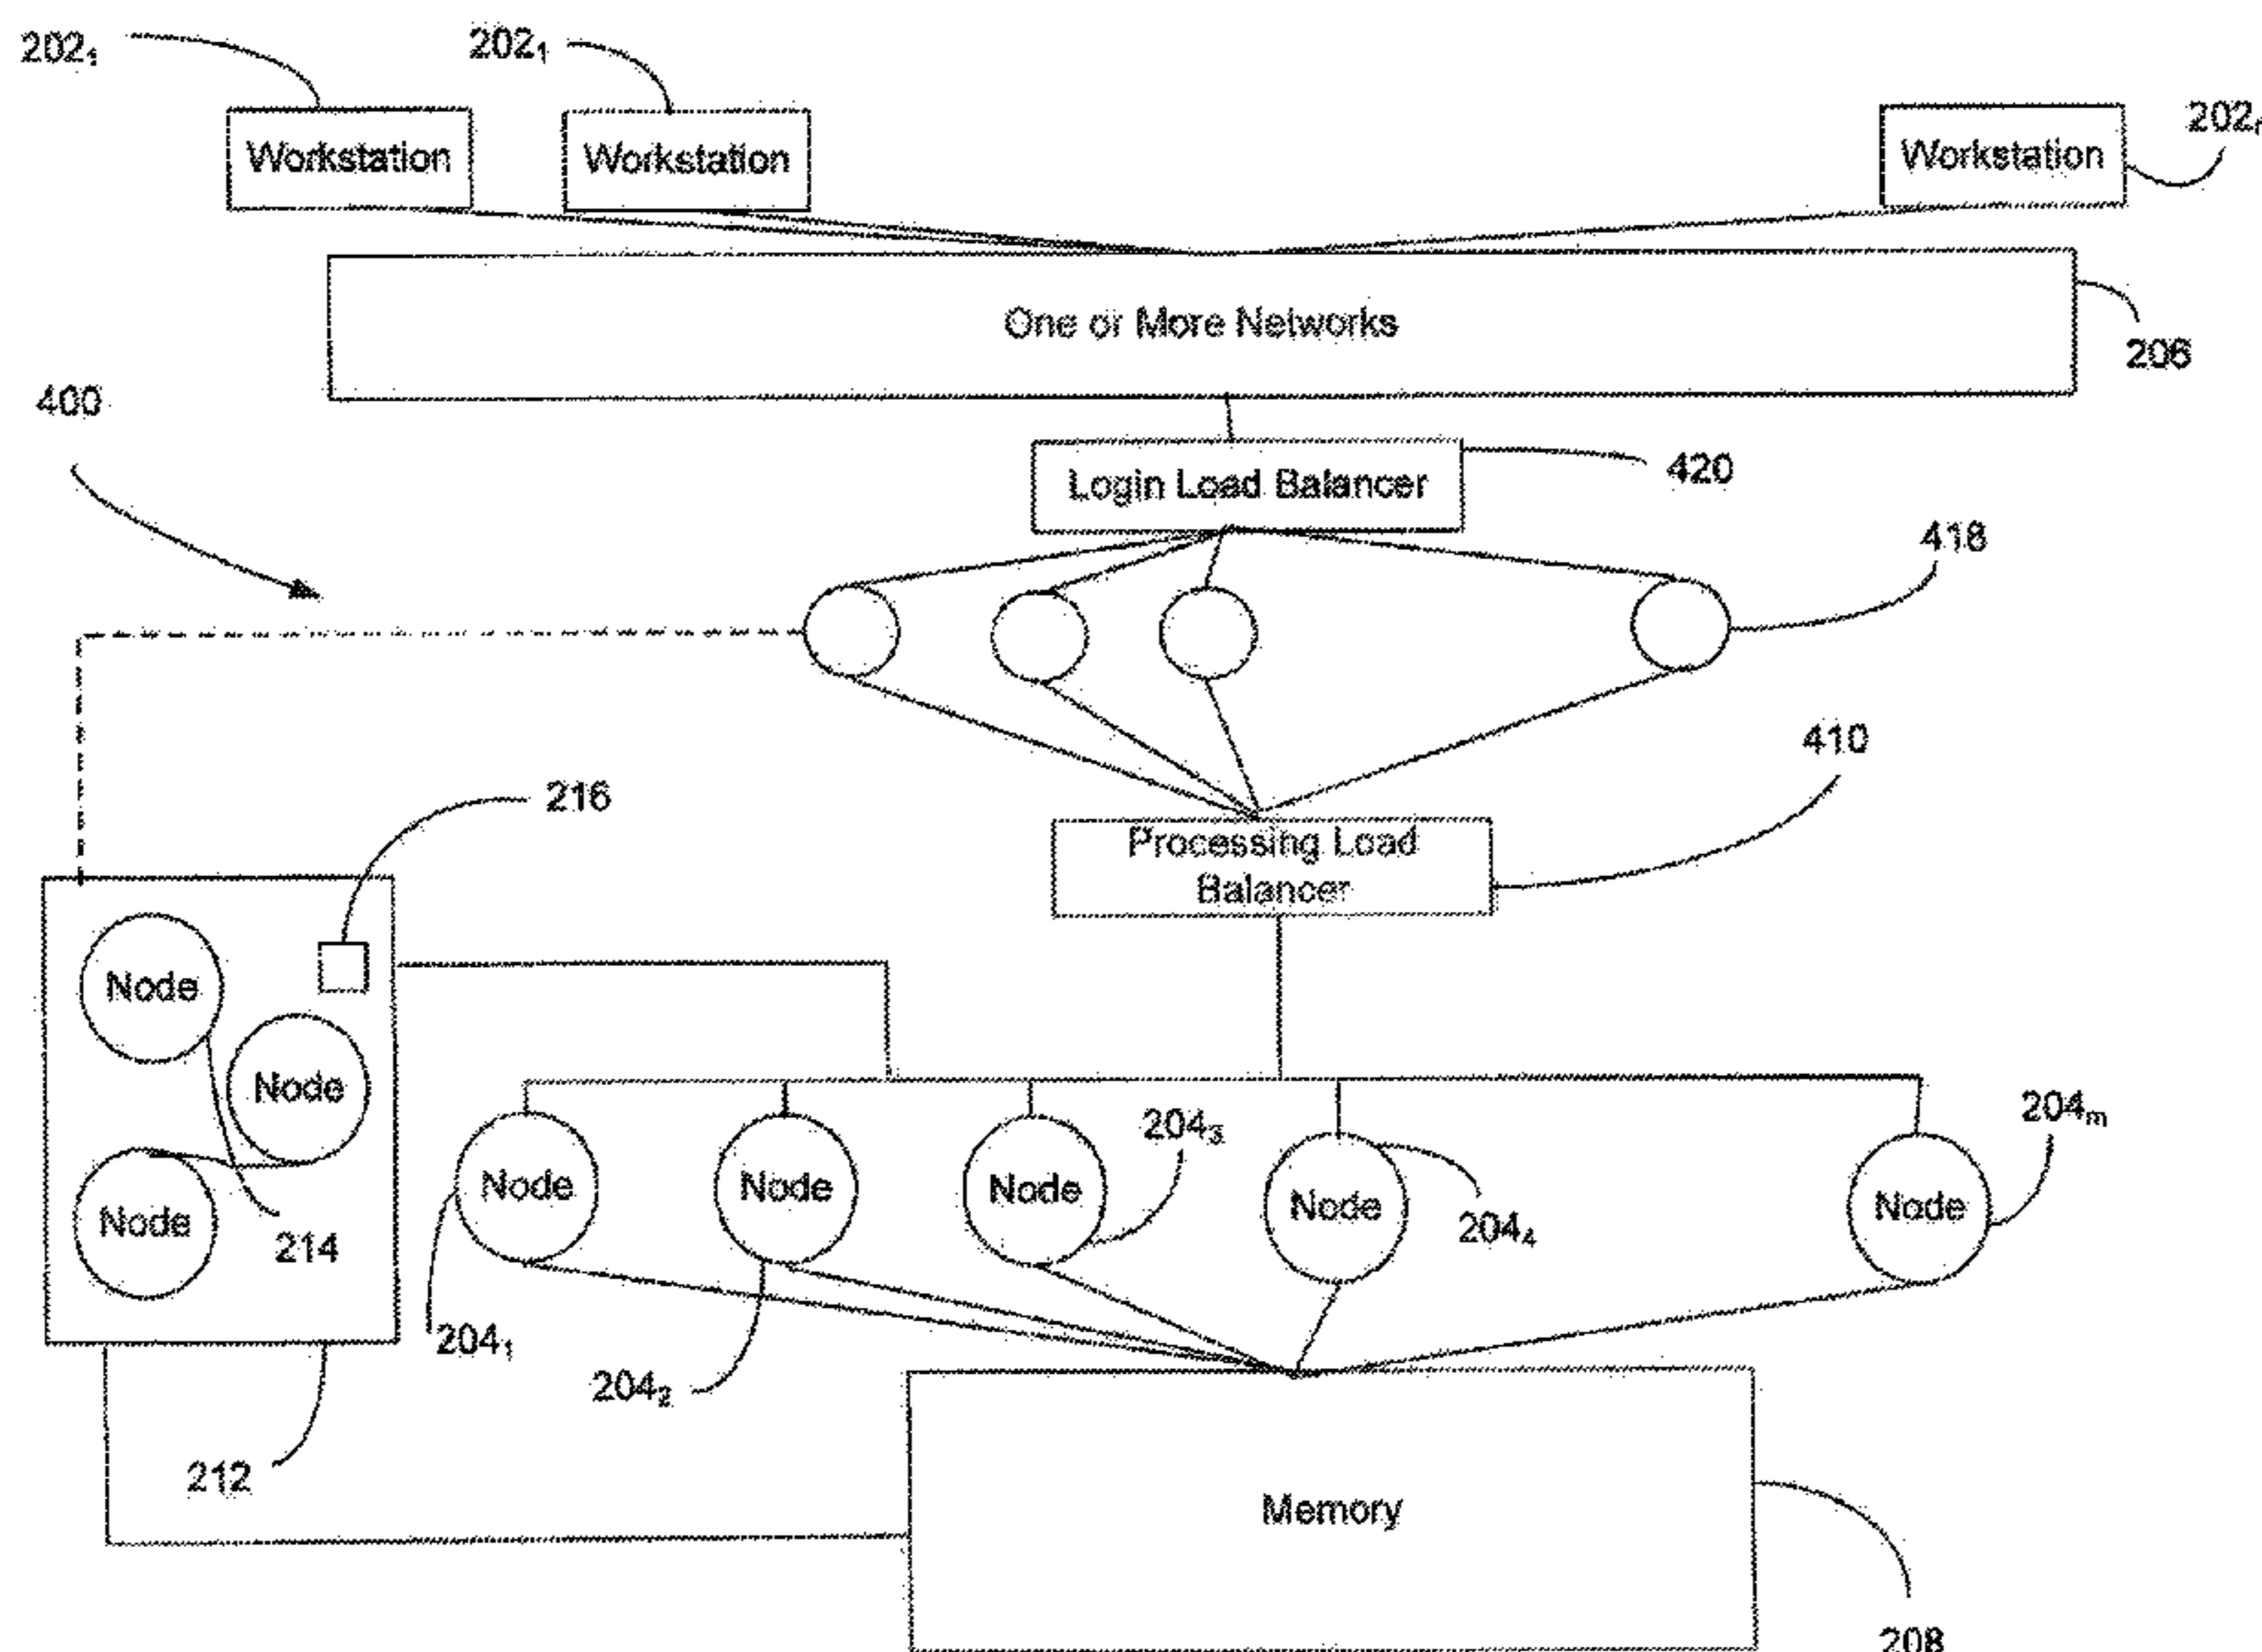 202₁
202₁
202
Workstation
Workstation
Workstation
One or More Networks
206
400
Login Load Balancer
420
418
410
Processing Load
Balancer
216
Node
Node
Node
214
Node
Node
Node
Node
Node
204₃
204ₘ
204₄
204₁
204₂
212
Memory
208